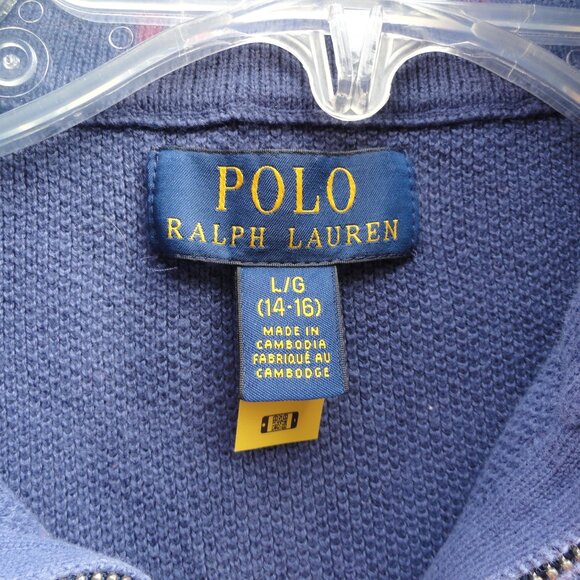 POLO
RALPH LAUREN
L/G
(14-16)
MADE IN
CAMBODIA
FABRIQUÉ AU
CAMBODGE